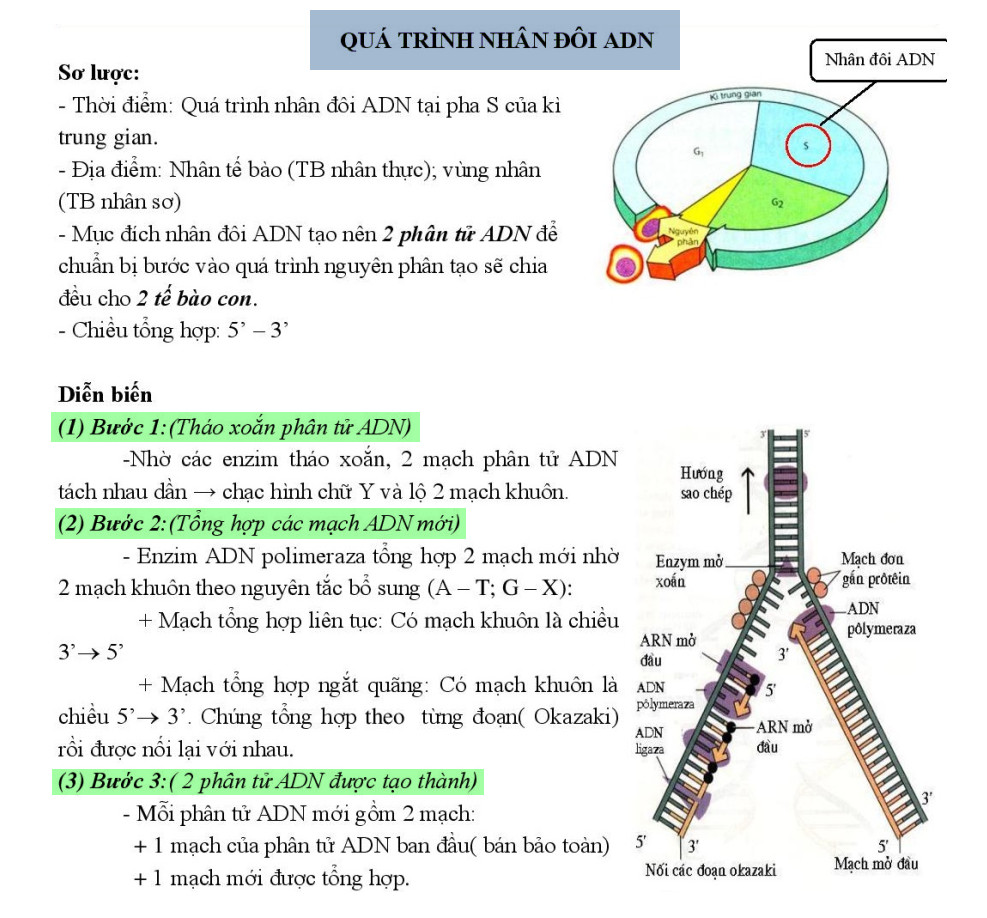 QUÁ TRÌNH NHÂN ĐÔI ADN
Nhân đôi ADN
Sơ lược:
- Thời điểm: Quá trình nhân đôi ADN tại pha S của kì
trung gian.
- Địa điểm: Nhân tế bào (TB nhân thực); vùng nhân
(TB nhân sơ)
- Mục đích nhân đôi ADN tạo nên 2 phân tử ADN để
chuẩn bị bước vào quá trình nguyên phân tạo sẽ chia
đều cho 2 tế bào con.
- Chiều tổng hợp: 5’ – 3’
Kì trung gian
G1
S
G2
Nguyên
phân
Diễn biến
(1) Bước 1:(Tháo xoắn phân tử ADN)
-Nhờ các enzim tháo xoắn, 2 mạch phân tử ADN
tách nhau dần → chạc hình chữ Y và lộ 2 mạch khuôn.
(2) Bước 2:(Tổng hợp các mạch ADN mới)
- Enzim ADN polimeraza tổng hợp 2 mạch mới nhờ
2 mạch khuôn theo nguyên tắc bổ sung (A – T; G – X):
+ Mạch tổng hợp liên tục: Có mạch khuôn là chiều
3’→ 5’
+ Mạch tổng hợp ngắt quãng: Có mạch khuôn là
chiều 5’→ 3’. Chúng tổng hợp theo từng đoạn( Okazaki)
rồi được nối lại với nhau.
(3) Bước 3:( 2 phân tử ADN được tạo thành)
- Mỗi phân tử ADN mới gồm 2 mạch:
+ 1 mạch của phân tử ADN ban đầu( bán bảo toàn)
+ 1 mạch mới được tổng hợp.
3' 5'
Hướng
sao chép
Enzym mở
xoắn
Mạch đơn
gắn prôtêin
ADN
pôlymeraza
ARN mở
đầu
3'
ADN
pôlymeraza
5'
ARN mở
đầu
ADN
ligaza
3'
5'
3'
5'
Nối các đoạn okazaki
Mạch mở đầu